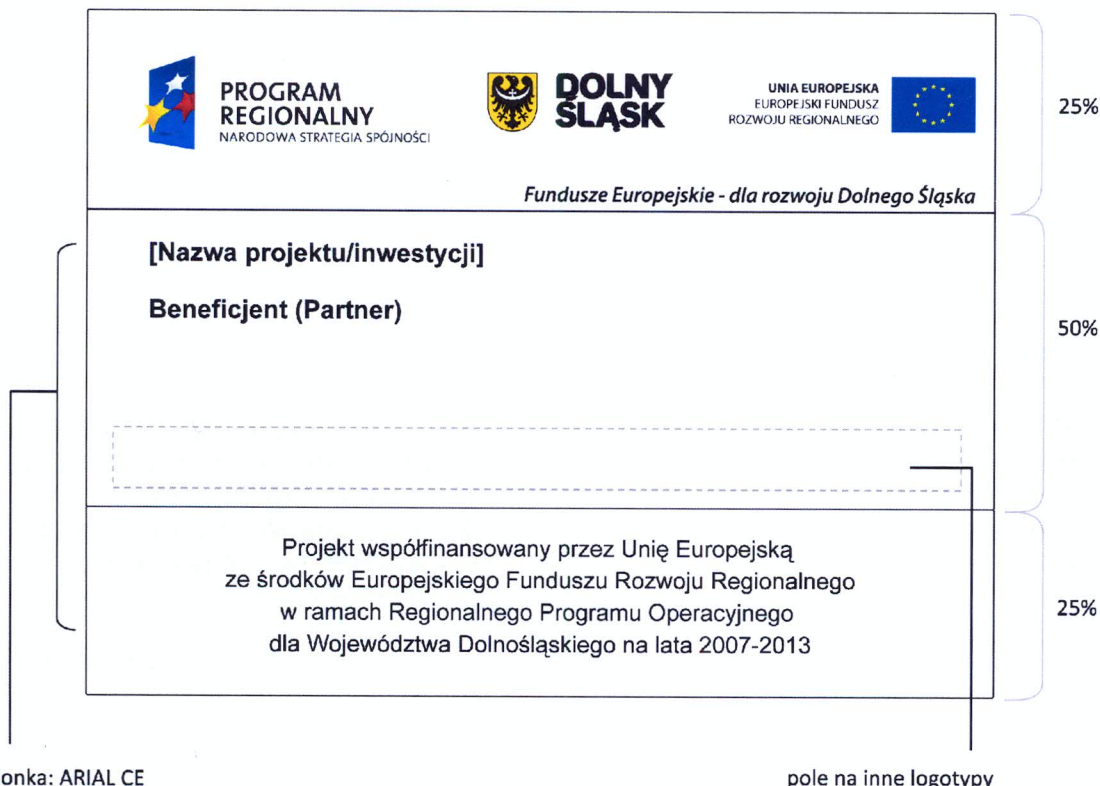 PROGRAM
REGIONALNY
NARODOWA STRATEGIA SPÓJNOŚCI
DOLNY
ŚLĄSK
UNIA EUROPEJSKA
EUROPEJSKI FUNDUSZ
ROZWOJU REGIONALNEGO
25%
Fundusze Europejskie - dla rozwoju Dolnego Śląska
[Nazwa projektu/inwestycji]
Beneficjent (Partner)
50%
Projekt współfinansowany przez Unię Europejską
ze środków Europejskiego Funduszu Rozwoju Regionalnego
w ramach Regionalnego Programu Operacyjnego
dla Województwa Dolnośląskiego na lata 2007-2013
25%
onka: ARIAL CE
pole na inne logotypy